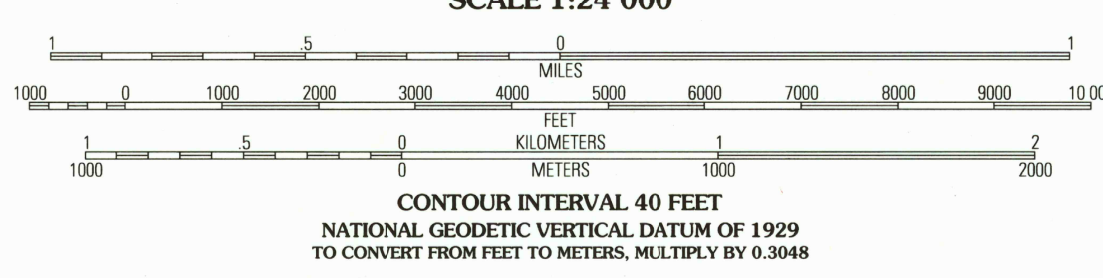 SCALE 1:24 000
1 .5 0 1
MILES
1000 0 1000 2000 3000 4000 5000 6000 7000 8000 9000 10 00
FEET
1 .5 0 KILOMETERS 1 2
1000 0 METERS 1000 2000
CONTOUR INTERVAL 40 FEET
NATIONAL GEODETIC VERTICAL DATUM OF 1929
TO CONVERT FROM FEET TO METERS, MULTIPLY BY 0.3048